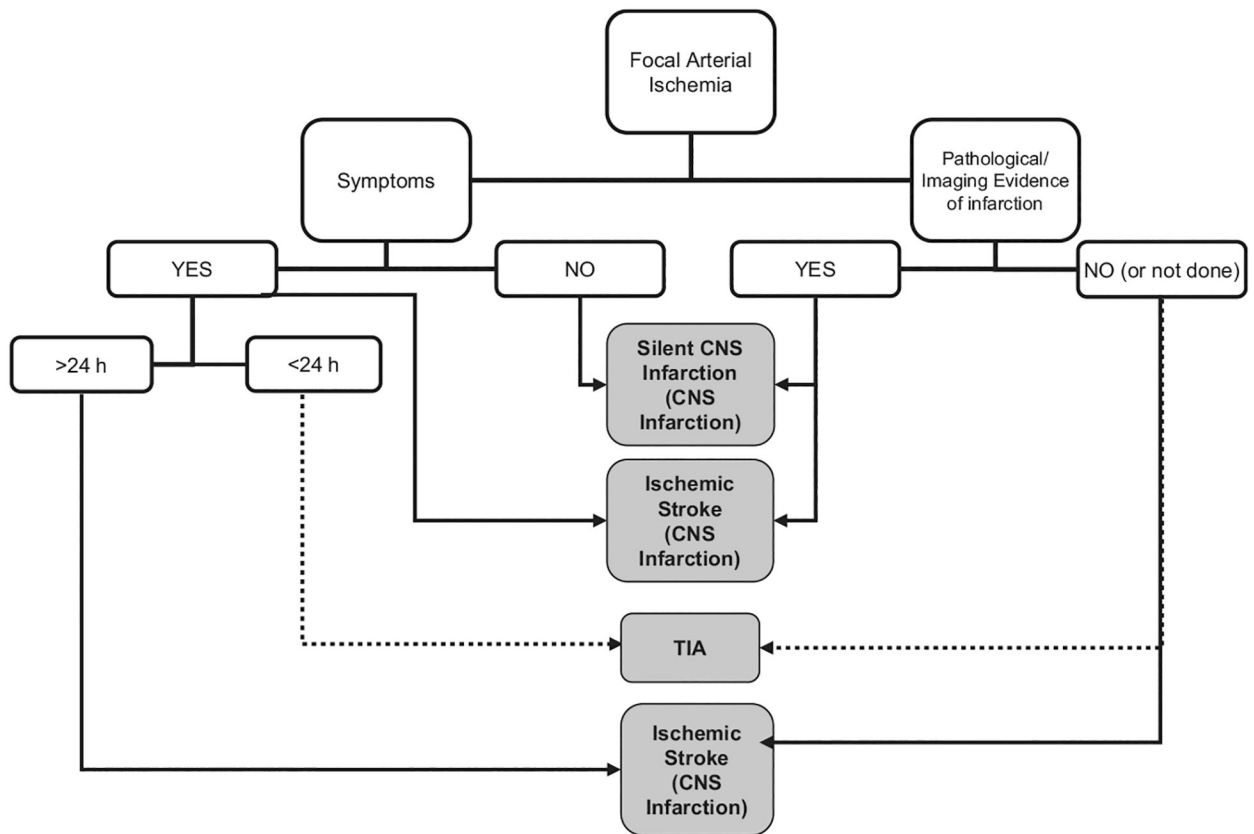 Focal Arterial
Ischemia
Symptoms
Pathological/
Imaging Evidence
of infarction
YES
NO
YES
NO (or not done)
>24 h
<24 h
Silent CNS
Infarction
(CNS
Infarction)
Ischemic
Stroke
(CNS
Infarction)
TIA
Ischemic
Stroke
(CNS
Infarction)